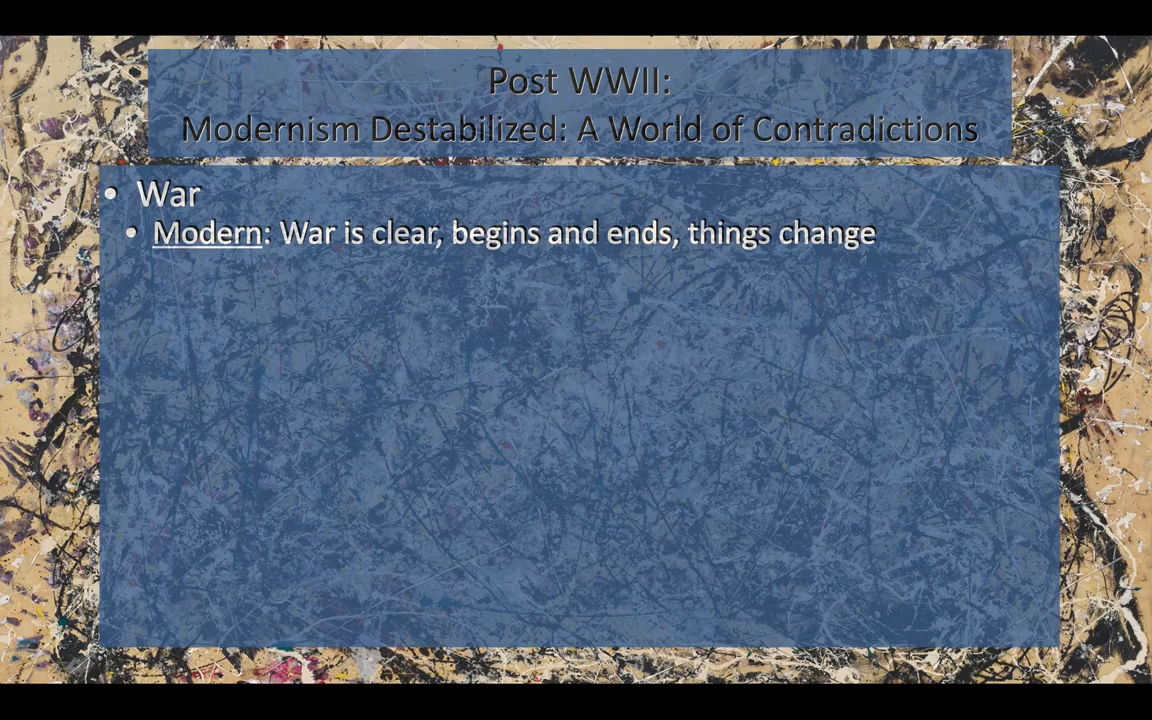 Post WWII:
Modernism Destabilized: A World of Contradictions
• War
• Modern: War is clear, begins and ends, things change